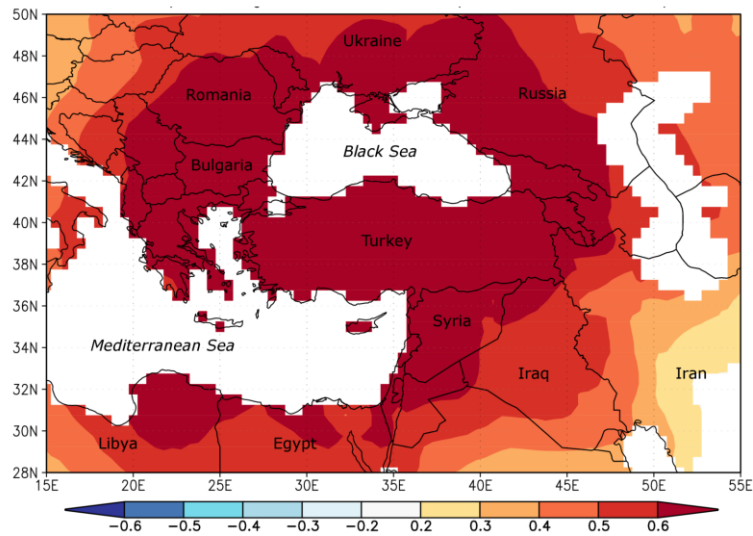 50N
Ukraine
48N
46N
Romania
Russia
44N
Black Sea
Bulgaria
42N
40N
Turkey
38N
36N
Syria
34N
Mediterranean Sea
Iraq
Iran
32N
30N
Libya
Egypt
28N
15E 20E 25E 30E 35E 40E 45E 50E 55E
-0.6 -0.5 -0.4 -0.3 -0.2 0.2 0.3 0.4 0.5 0.6